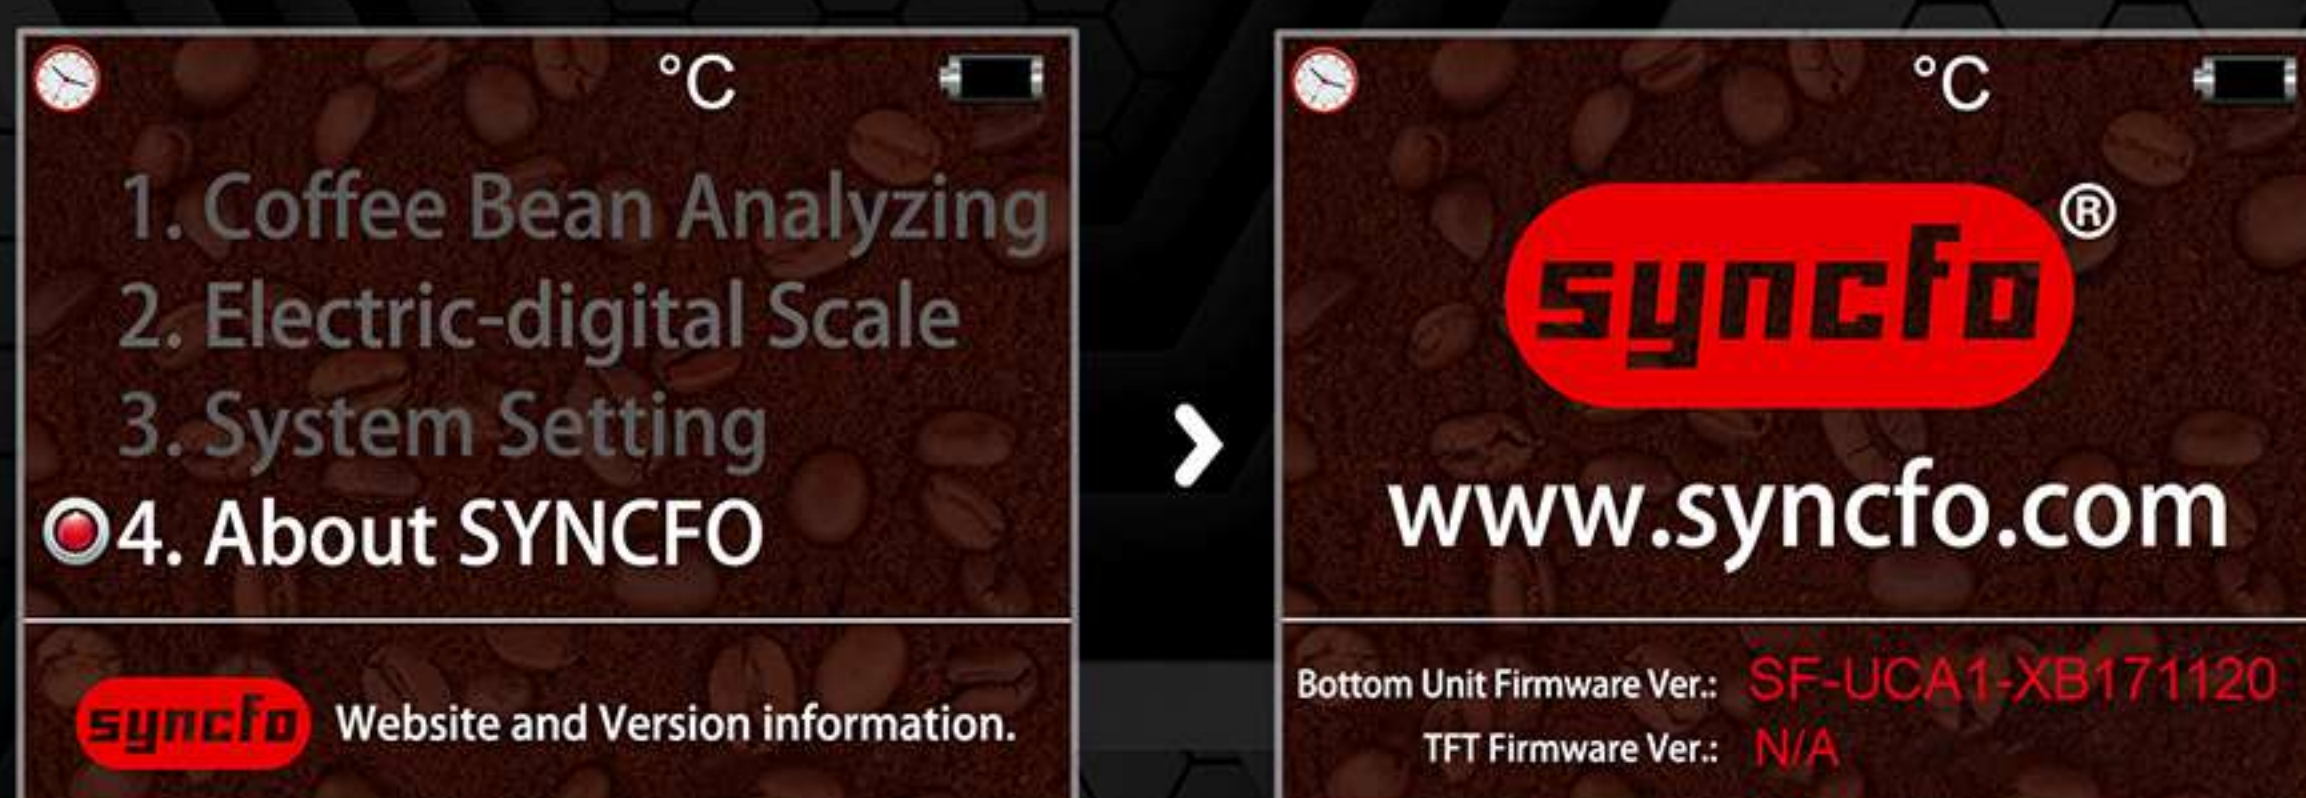 °C
1. Coffee Bean Analyzing
2. Electric-digital Scale
3. System Setting
4. About SYNCFO
syncfo Website and Version information.
°C
syncfo®
www.syncfo.com
Bottom Unit Firmware Ver.: SF-UCA1-XB171120
TFT Firmware Ver.: N/A